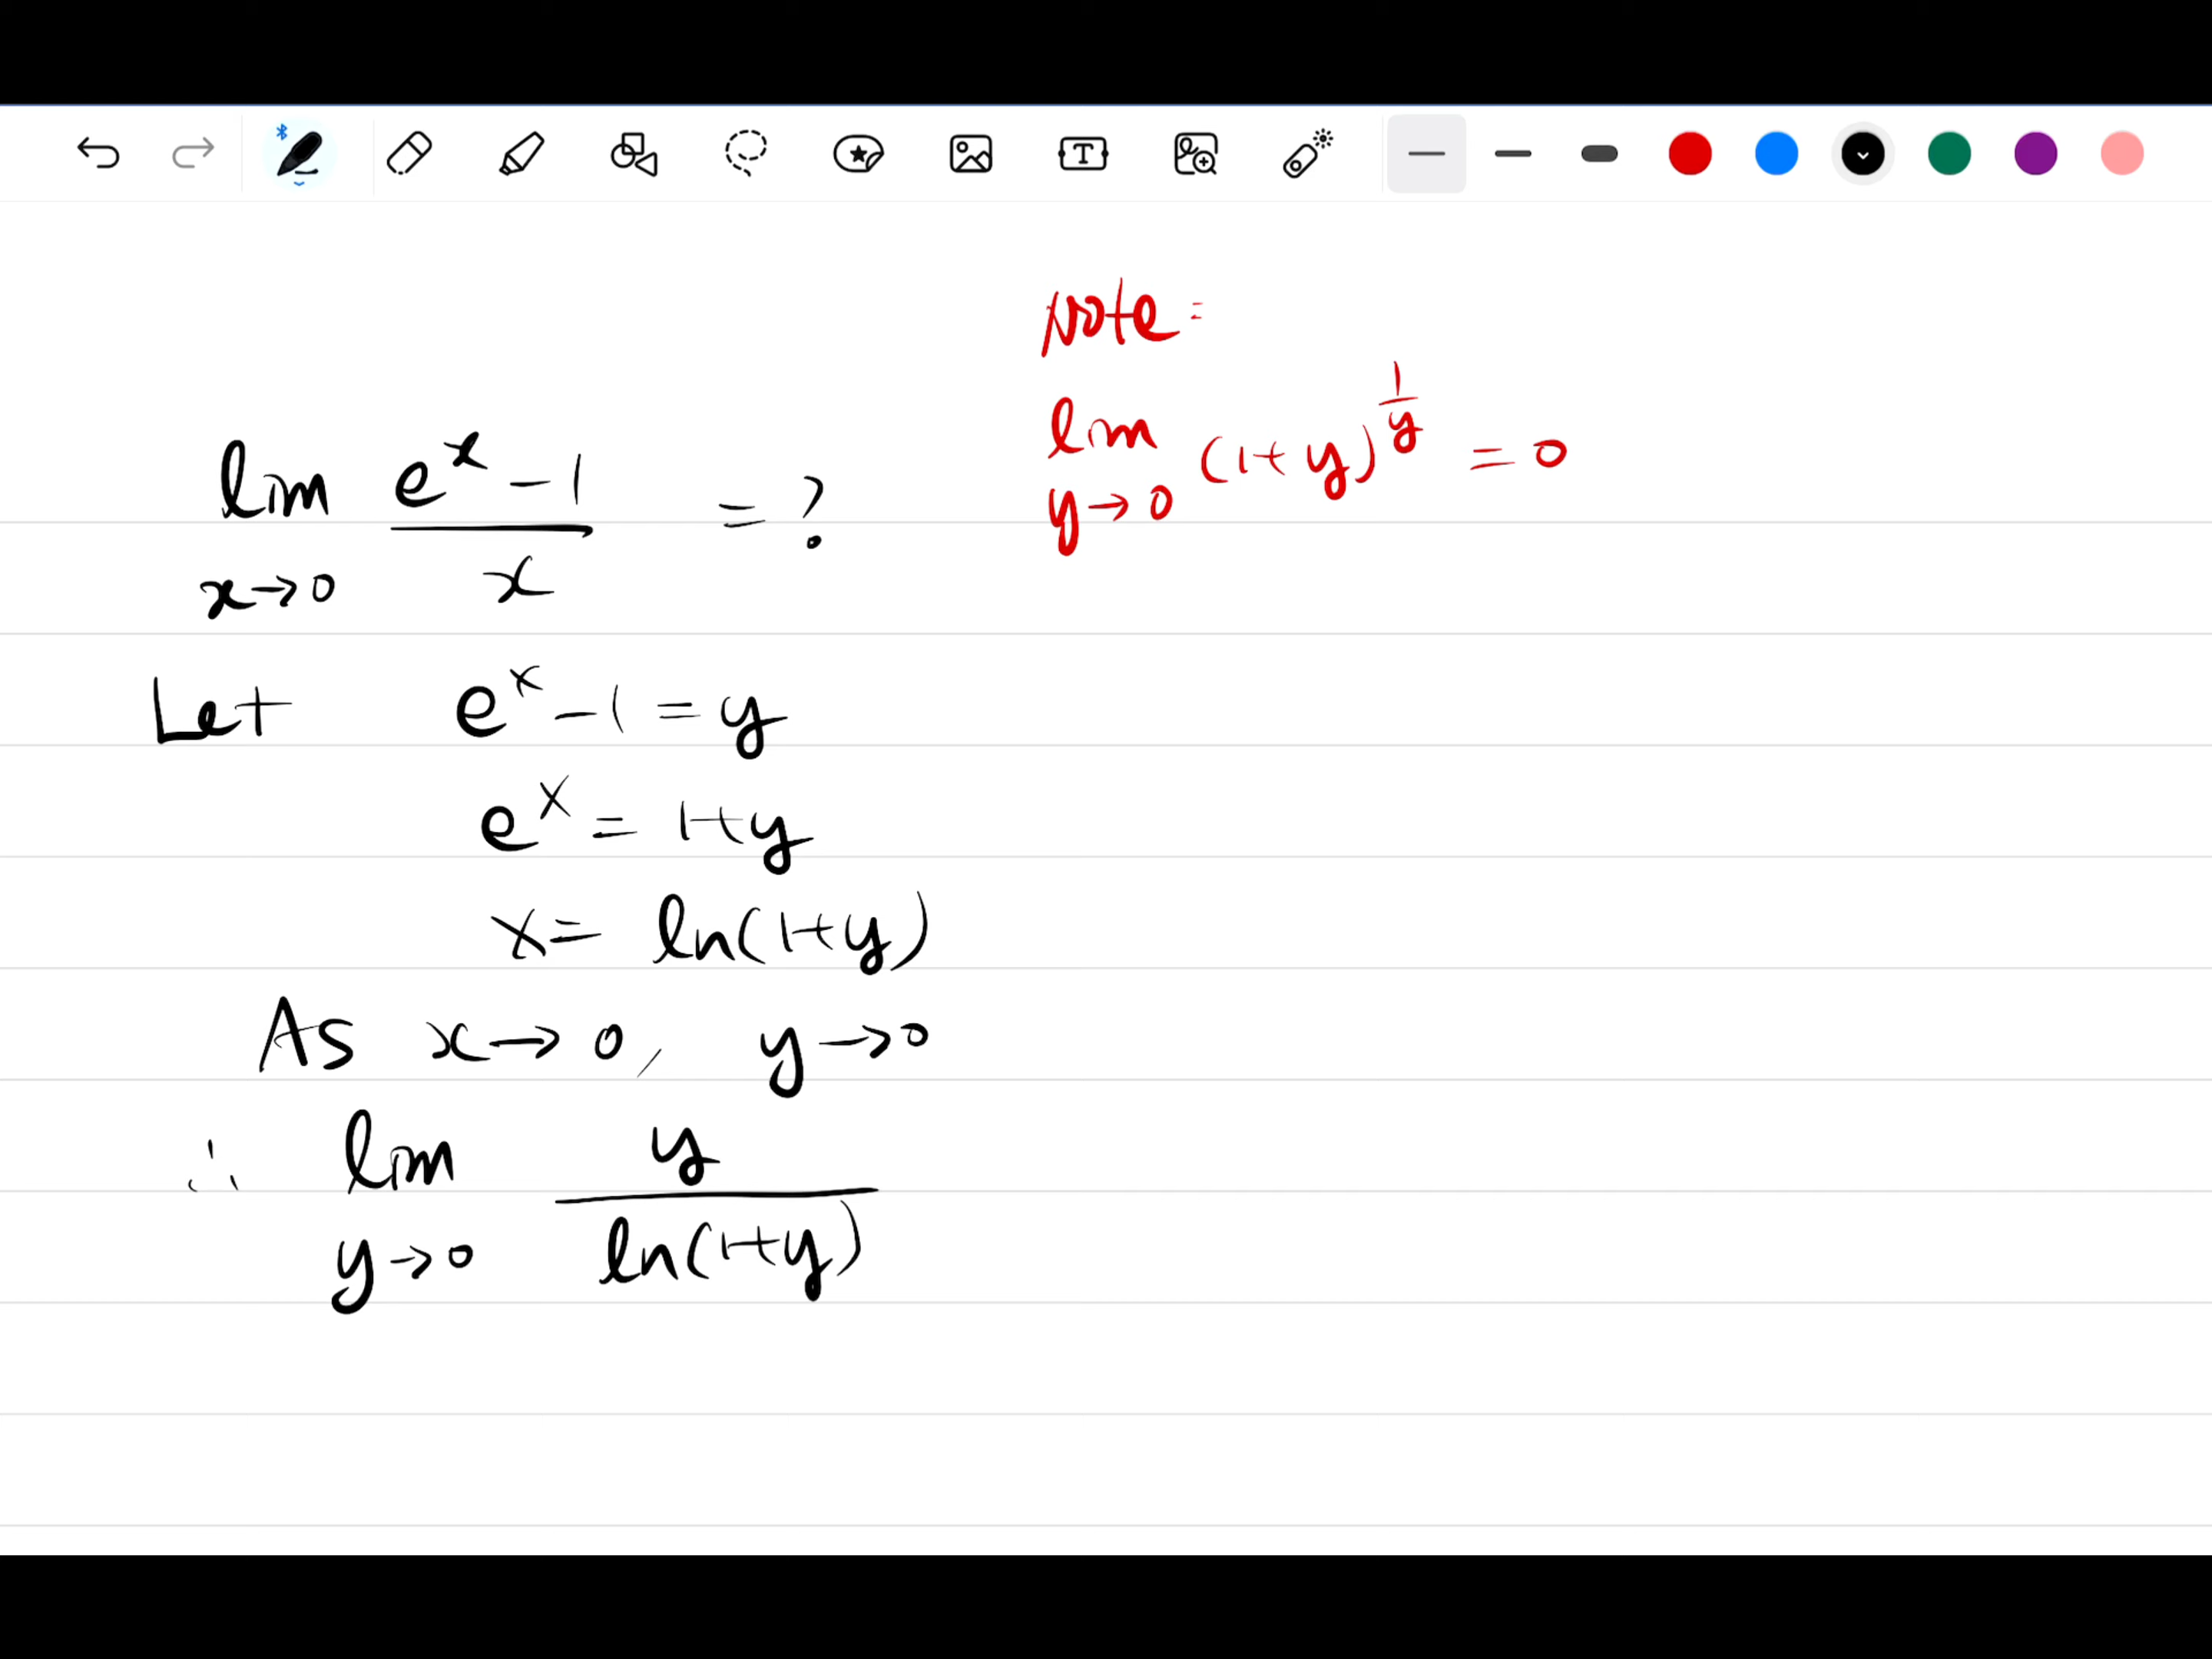 Note:
lim (1+y)^(1/y) = 0
y→0
lim (e^x - 1)/x = ?
x→0
Let e^x - 1 = y
e^x = 1+y
x = ln(1+y)
As x→0, y→0
∴ lim y/ln(1+y)
y→0